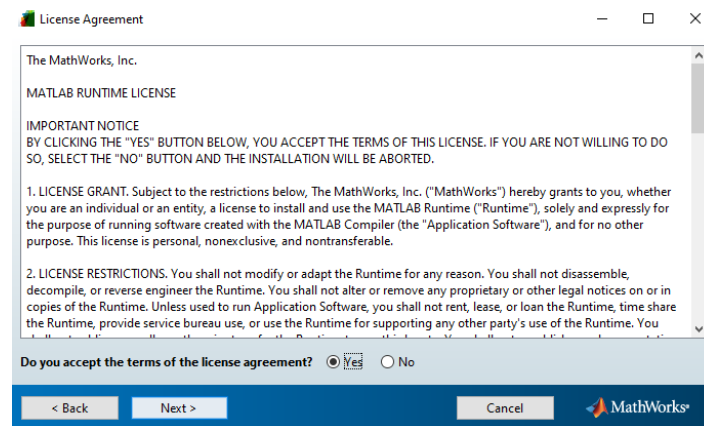 License Agreement
The MathWorks, Inc.
MATLAB RUNTIME LICENSE
IMPORTANT NOTICE
BY CLICKING THE "YES" BUTTON BELOW, YOU ACCEPT THE TERMS OF THIS LICENSE. IF YOU ARE NOT WILLING TO DO
SO, SELECT THE "NO" BUTTON AND THE INSTALLATION WILL BE ABORTED.
1. LICENSE GRANT. Subject to the restrictions below, The MathWorks, Inc. ("MathWorks") hereby grants to you, whether
you are an individual or an entity, a license to install and use the MATLAB Runtime ("Runtime"), solely and expressly for
the purpose of running software created with the MATLAB Compiler (the "Application Software"), and for no other
purpose. This license is personal, nonexclusive, and nontransferable.
2. LICENSE RESTRICTIONS. You shall not modify or adapt the Runtime for any reason. You shall not disassemble,
decompile, or reverse engineer the Runtime. You shall not alter or remove any proprietary or other legal notices on or in
copies of the Runtime. Unless used to run Application Software, you shall not rent, lease, or loan the Runtime, time share
the Runtime, provide service bureau use, or use the Runtime for supporting any other party's use of the Runtime. You
Do you accept the terms of the license agreement? Yes No
< Back Next > Cancel MathWorks®